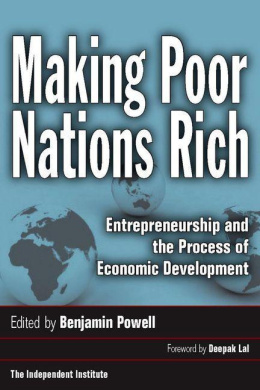 Making Poor
Nations Rich
Entrepreneurship and
the Process of
Economic Development
Edited by Benjamin Powell
Foreword by Deepak Lal
The Independent Institute